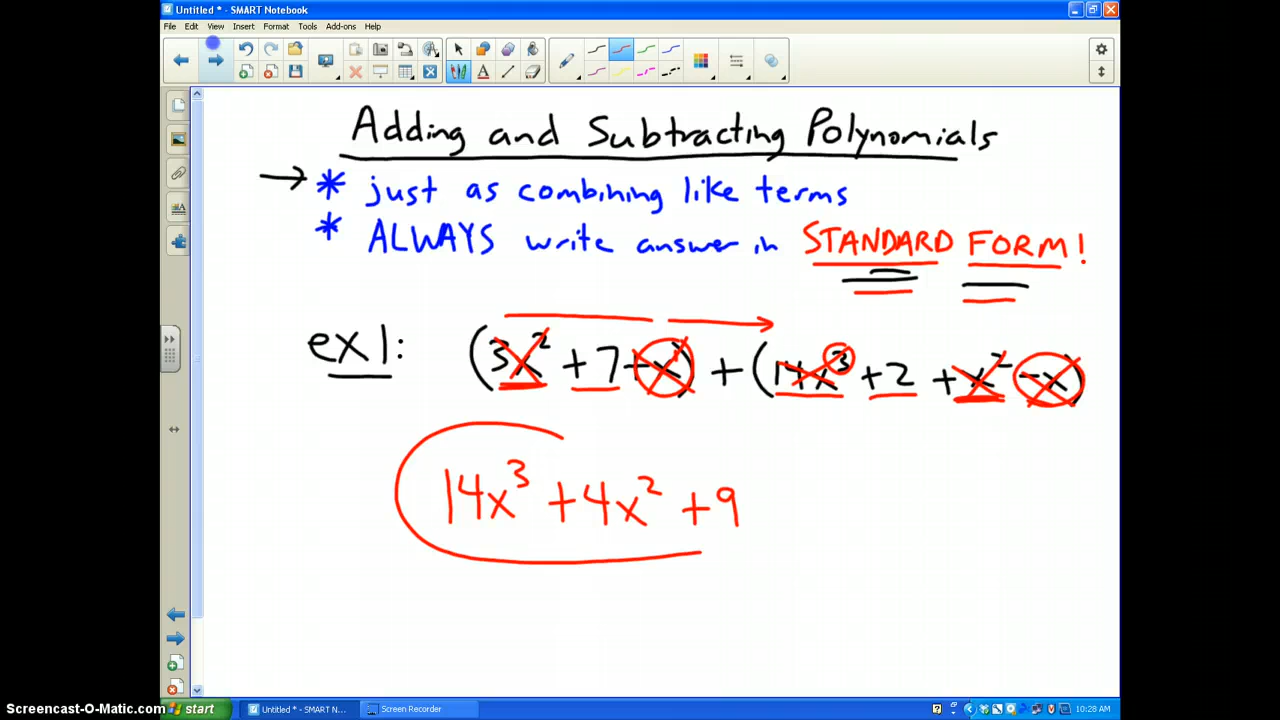 Untitled * - SMART Notebook
File Edit View Insert Format Tools Add-ons Help
Adding and Subtracting Polynomials
→ * just as combining like terms
* ALWAYS write answer in STANDARD FORM!
ex1: (3x² + 7 + x) + (14x³ + 2 + x² - x)
14x³ + 4x² + 9
Screencast-O-Matic.com start Untitled * - SMART N... Screen Recorder 10:28 AM